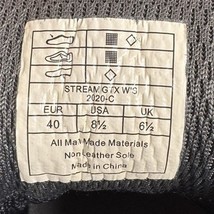 STREAM GTX W'S
2020-C
EUR USA UK
40 8½ 6½
All Man Made Materials
Non Leather Sole
Made in China